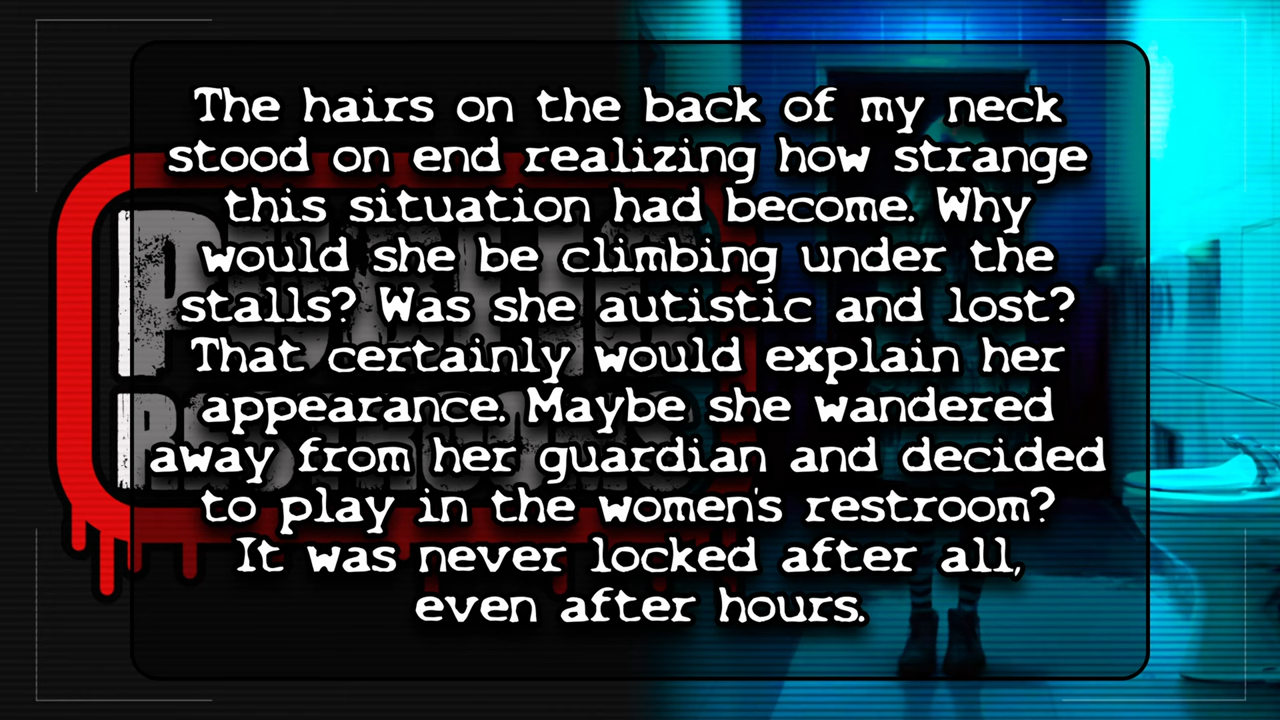 The hairs on the back of my neck
stood on end realizing how strange
this situation had become. Why
would she be climbing under the
stalls? Was she autistic and lost?
That certainly would explain her
appearance. Maybe she wandered
away from her guardian and decided
to play in the women's restroom?
It was never locked after all,
even after hours.